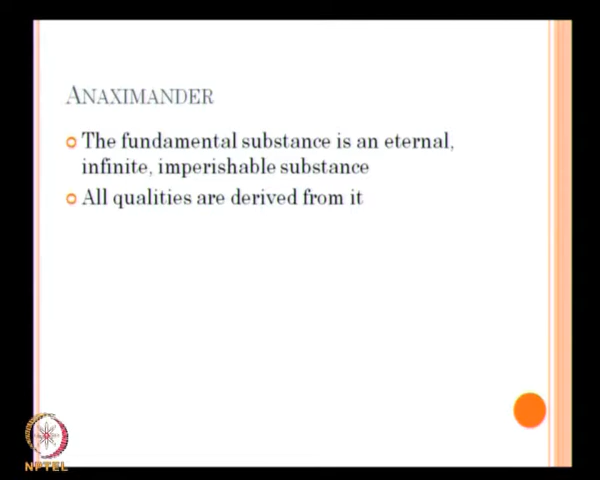 ANAXIMANDER
The fundamental substance is an eternal,
infinite, imperishable substance
All qualities are derived from it
NPTEL